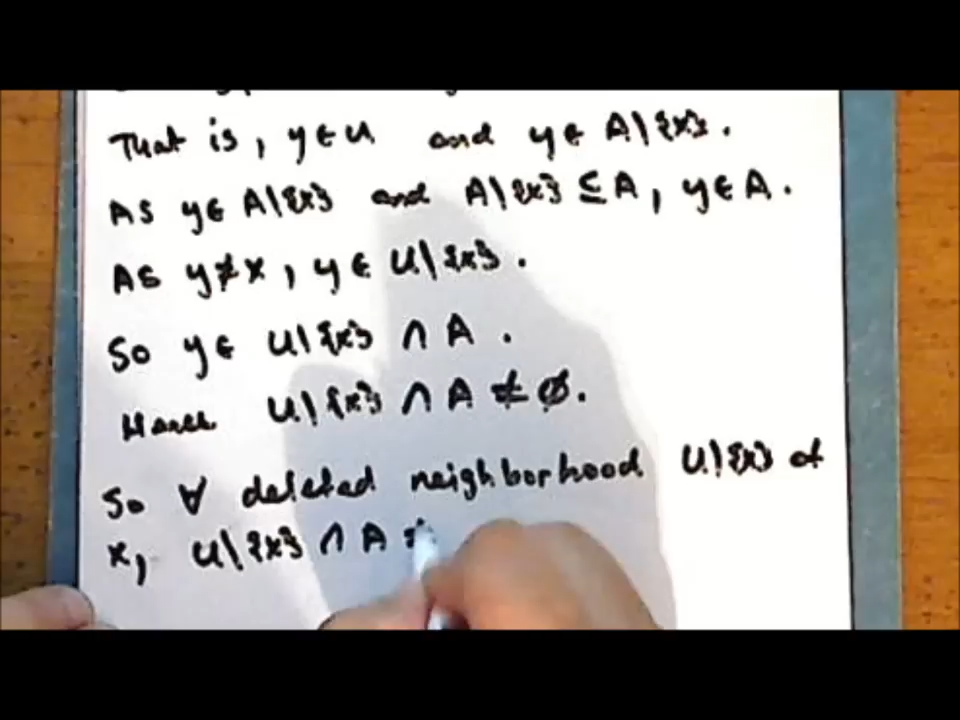 That is, y ∈ U and y ∈ A\{x}.
As y ∈ A\{x} and A\{x} ⊆ A, y ∈ A.
As y ≠ x, y ∈ U\{x}.
So y ∈ U\{x} ∩ A.
Hence U\{x} ∩ A ≠ ∅.
So ∀ deleted neighborhood U\{x} of
x, U\{x} ∩ A